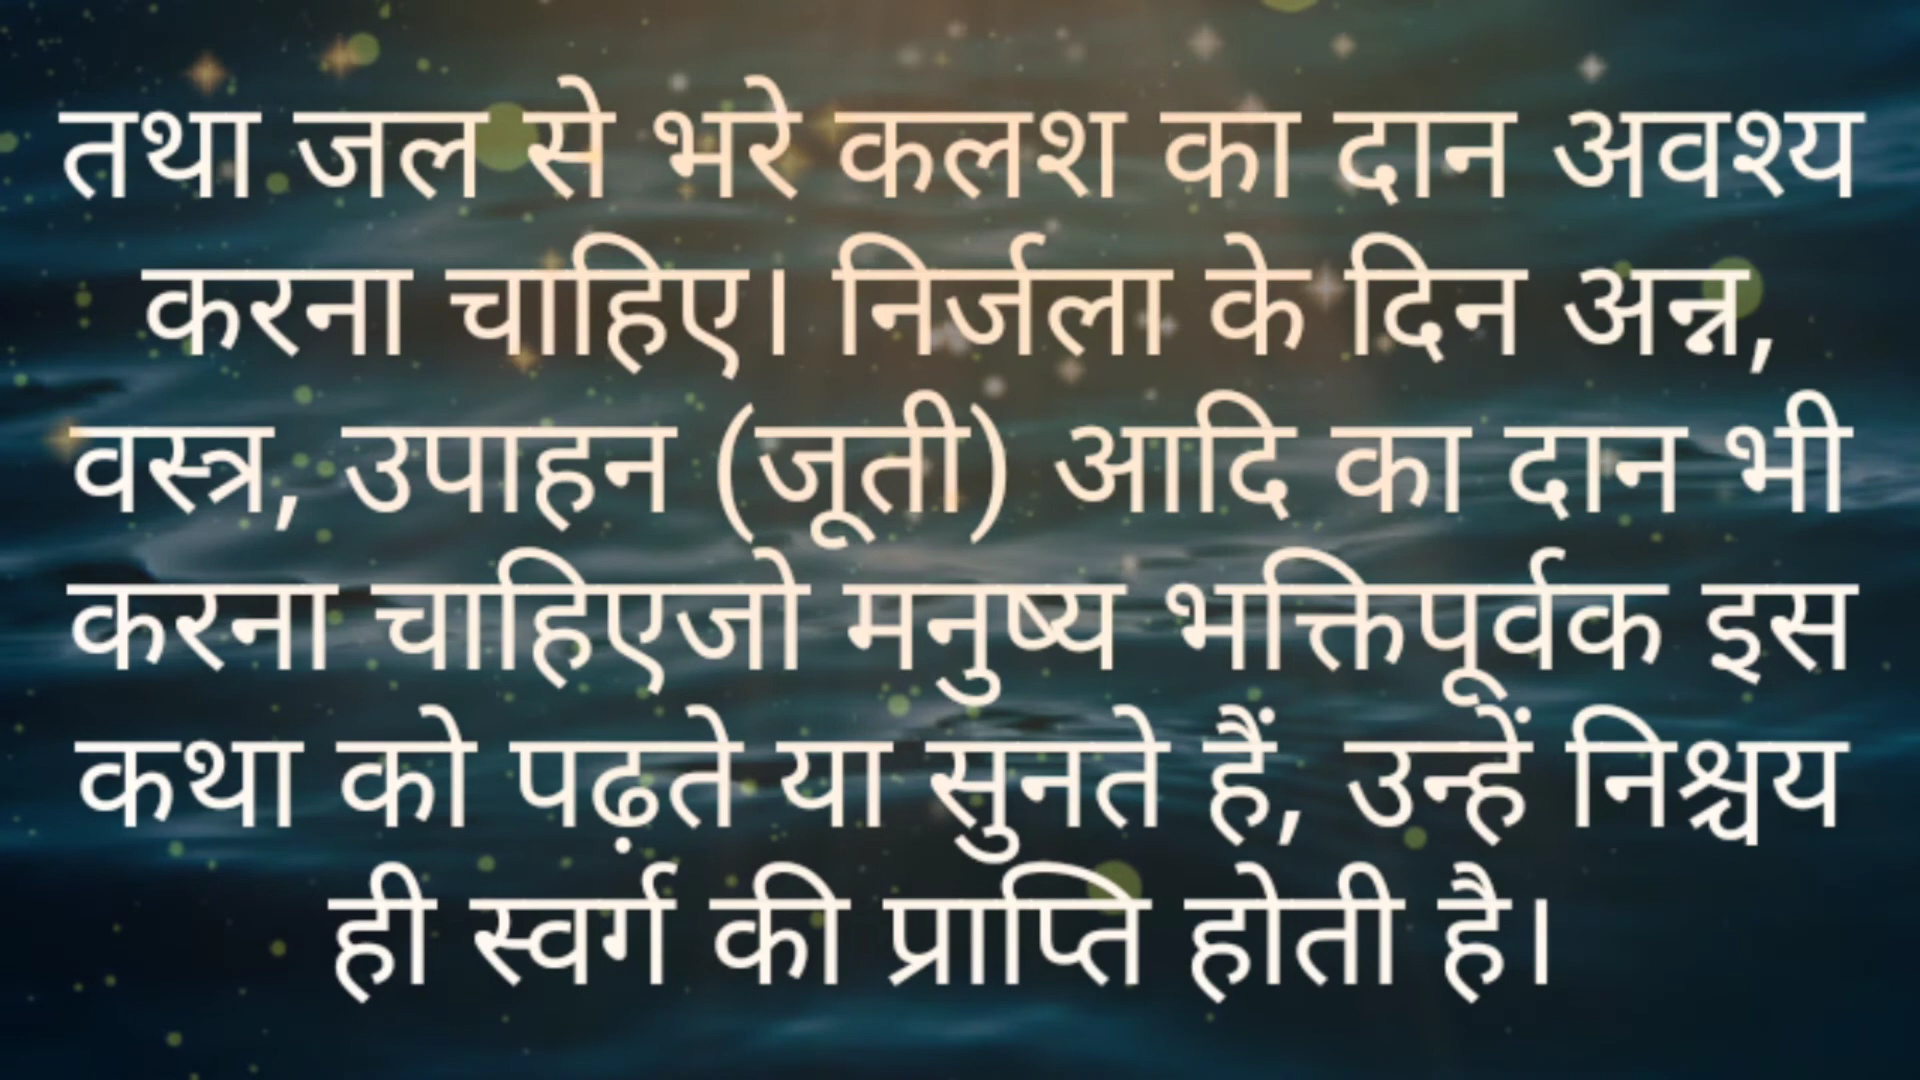 तथा जल से भरे कलश का दान अवश्य
करना चाहिए। निर्जला के दिन अन्न,
वस्त्र, उपाहन (जूती) आदि का दान भी
करना चाहिएजो मनुष्य भक्तिपूर्वक इस
कथा को पढ़ते या सुनते हैं, उन्हें निश्चय
ही स्वर्ग की प्राप्ति होती है।